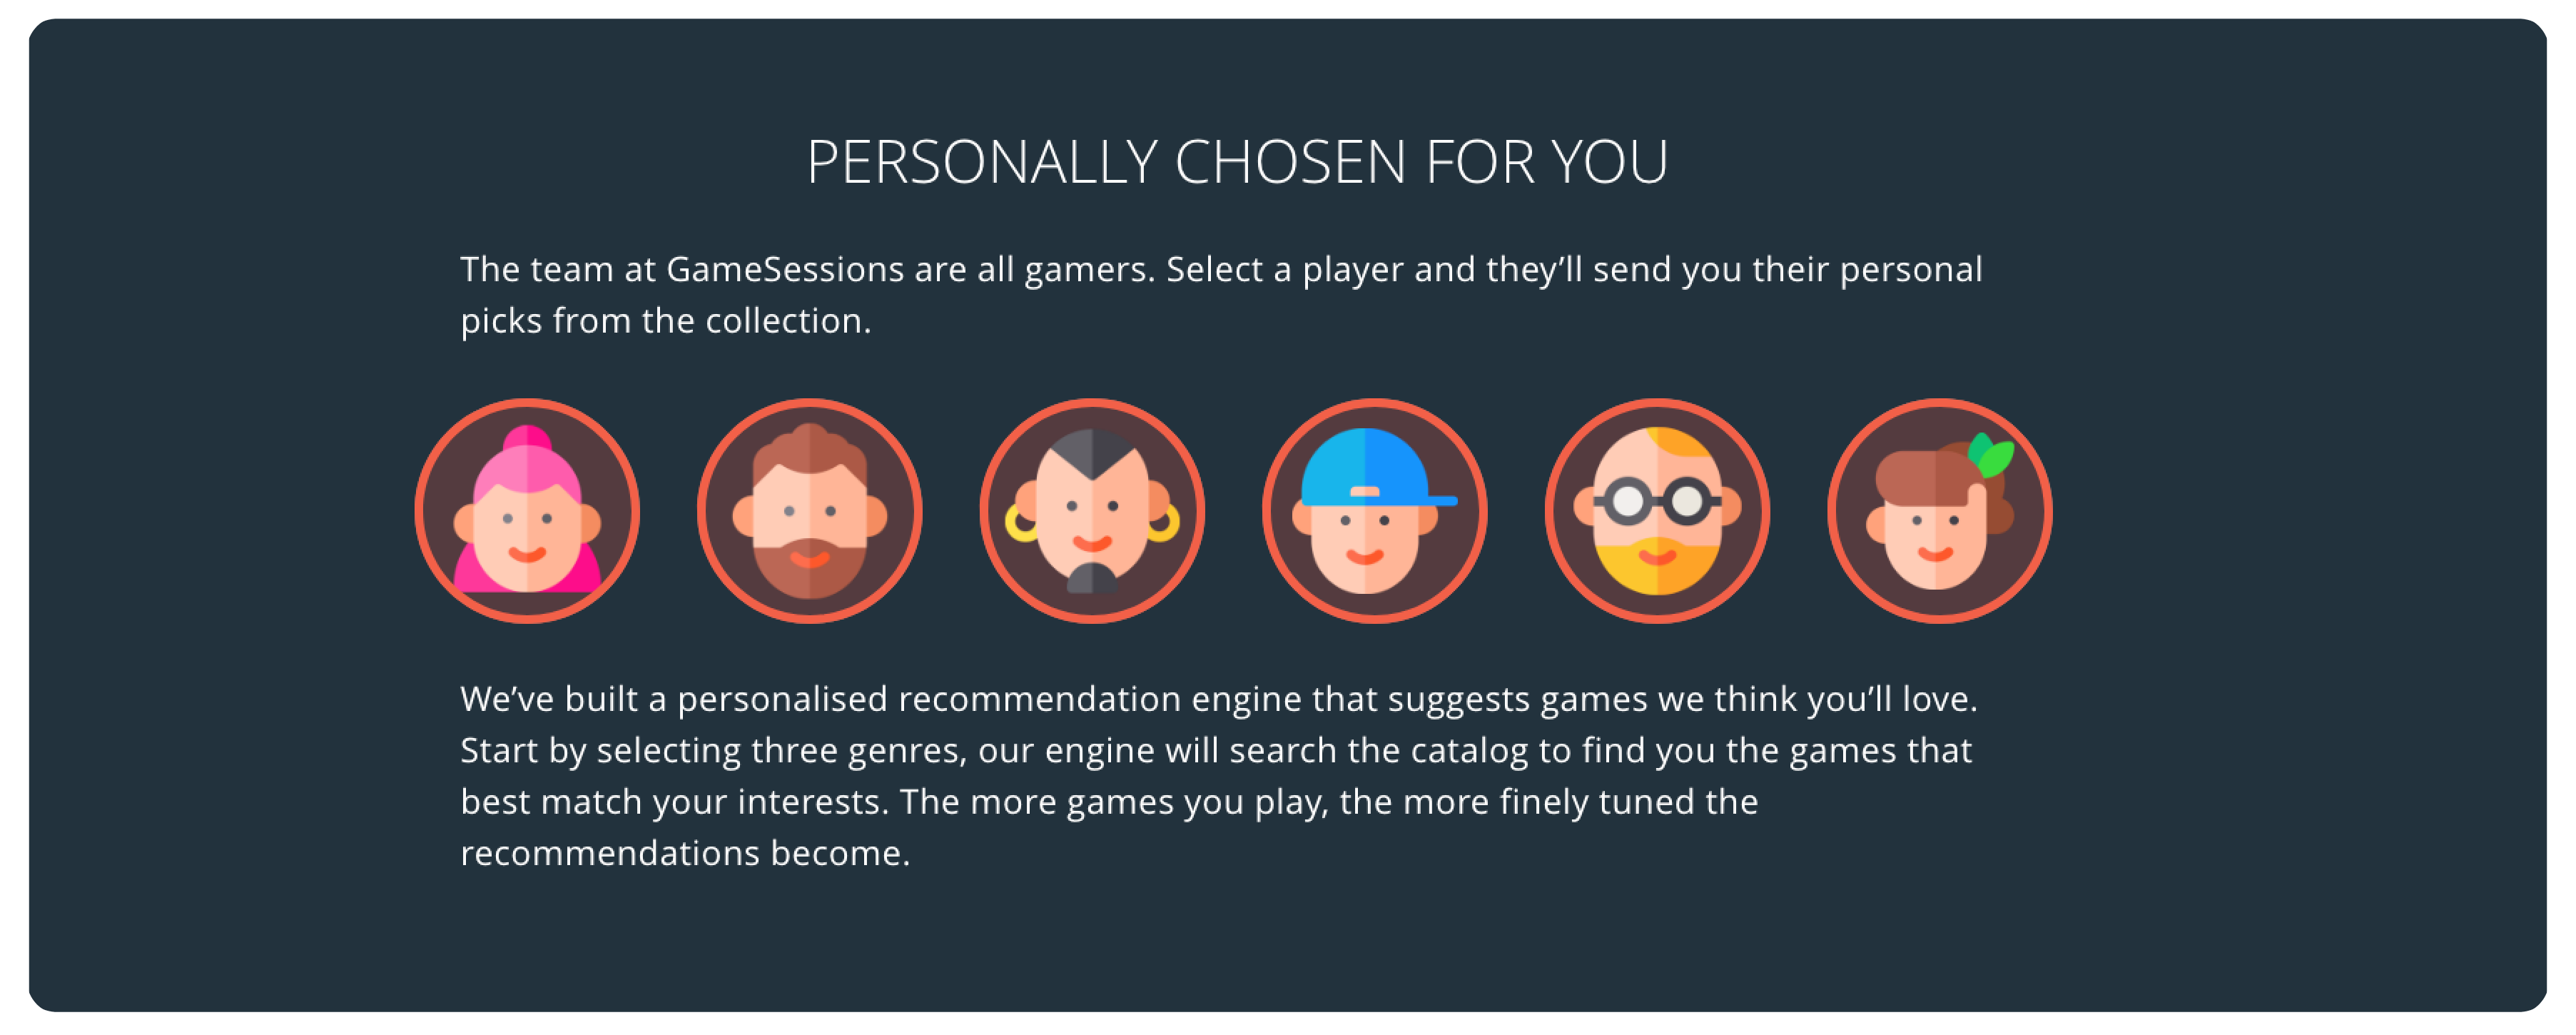 PERSONALLY CHOSEN FOR YOU
The team at GameSessions are all gamers. Select a player and they’ll send you their personal
picks from the collection.
We’ve built a personalised recommendation engine that suggests games we think you’ll love.
Start by selecting three genres, our engine will search the catalog to find you the games that
best match your interests. The more games you play, the more finely tuned the
recommendations become.